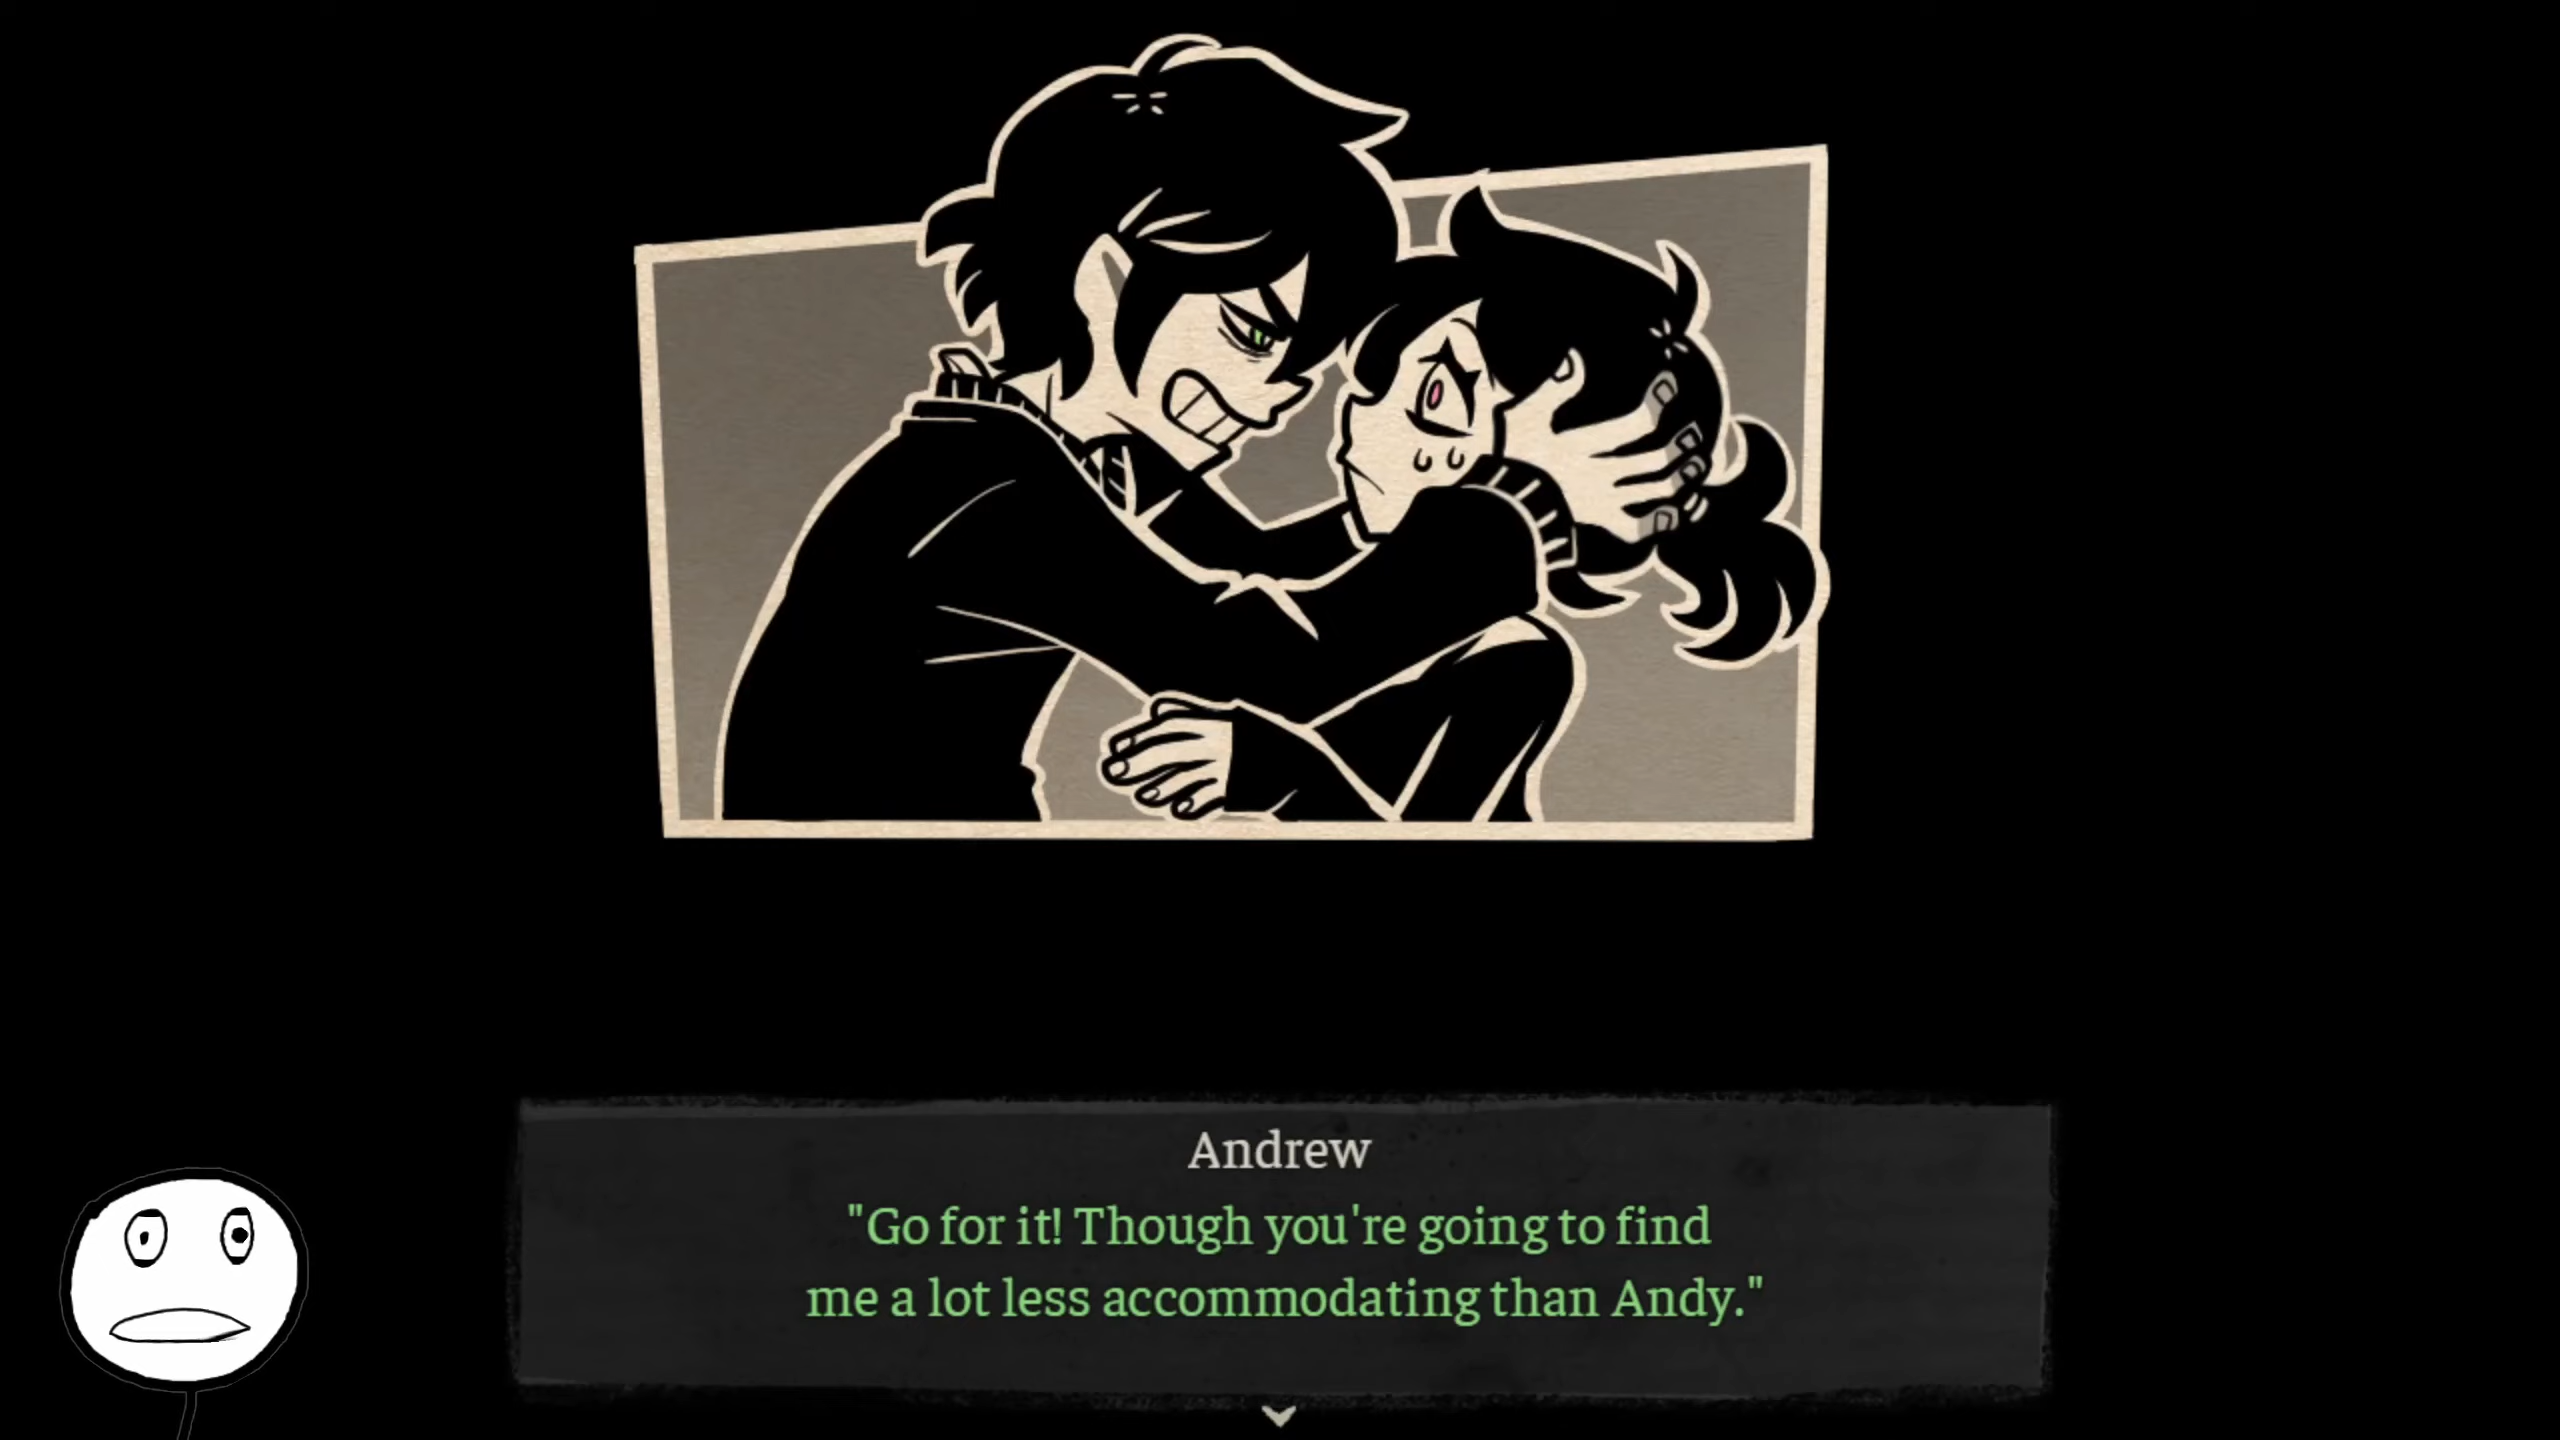 Andrew
"Go for it! Though you're going to find
me a lot less accommodating than Andy."